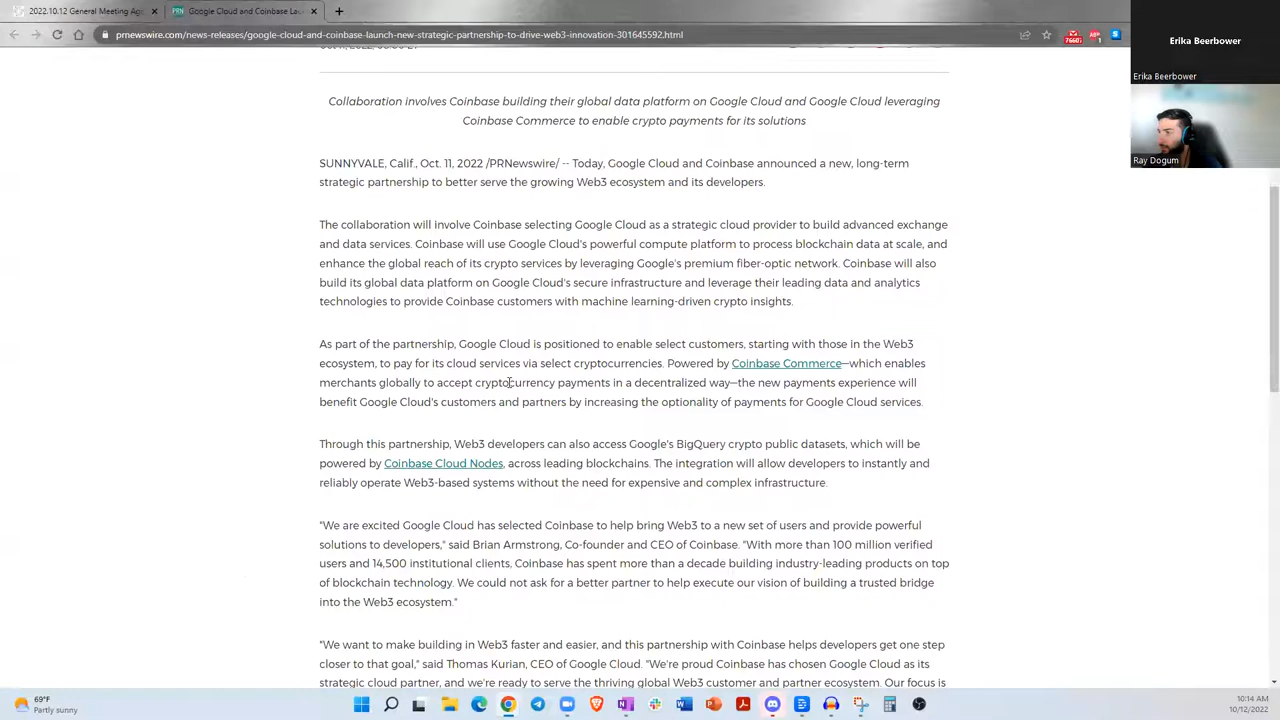 2022.10.12 General Meeting Age
Google Cloud and Coinbase Laun
prnewswire.com/news-releases/google-cloud-and-coinbase-launch-new-strategic-partnership-to-drive-web3-innovation-301645592.html
Erika Beerbower
Erika Beerbower
Ray Dogum
Collaboration involves Coinbase building their global data platform on Google Cloud and Google Cloud leveraging
Coinbase Commerce to enable crypto payments for its solutions
SUNNYVALE, Calif., Oct. 11, 2022 /PRNewswire/ -- Today, Google Cloud and Coinbase announced a new, long-term
strategic partnership to better serve the growing Web3 ecosystem and its developers.
The collaboration will involve Coinbase selecting Google Cloud as a strategic cloud provider to build advanced exchange
and data services. Coinbase will use Google Cloud's powerful compute platform to process blockchain data at scale, and
enhance the global reach of its crypto services by leveraging Google's premium fiber-optic network. Coinbase will also
build its global data platform on Google Cloud's secure infrastructure and leverage their leading data and analytics
technologies to provide Coinbase customers with machine learning-driven crypto insights.
As part of the partnership, Google Cloud is positioned to enable select customers, starting with those in the Web3
ecosystem, to pay for its cloud services via select cryptocurrencies. Powered by Coinbase Commerce—which enables
merchants globally to accept cryptocurrency payments in a decentralized way—the new payments experience will
benefit Google Cloud's customers and partners by increasing the optionality of payments for Google Cloud services.
Through this partnership, Web3 developers can also access Google's BigQuery crypto public datasets, which will be
powered by Coinbase Cloud Nodes, across leading blockchains. The integration will allow developers to instantly and
reliably operate Web3-based systems without the need for expensive and complex infrastructure.
"We are excited Google Cloud has selected Coinbase to help bring Web3 to a new set of users and provide powerful
solutions to developers," said Brian Armstrong, Co-founder and CEO of Coinbase. "With more than 100 million verified
users and 14,500 institutional clients, Coinbase has spent more than a decade building industry-leading products on top
of blockchain technology. We could not ask for a better partner to help execute our vision of building a trusted bridge
into the Web3 ecosystem."
"We want to make building in Web3 faster and easier, and this partnership with Coinbase helps developers get one step
closer to that goal," said Thomas Kurian, CEO of Google Cloud. "We're proud Coinbase has chosen Google Cloud as its
strategic cloud partner, and we're ready to serve the thriving global Web3 customer and partner ecosystem. Our focus is
69°F
Partly sunny
10:14 AM
10/12/2022